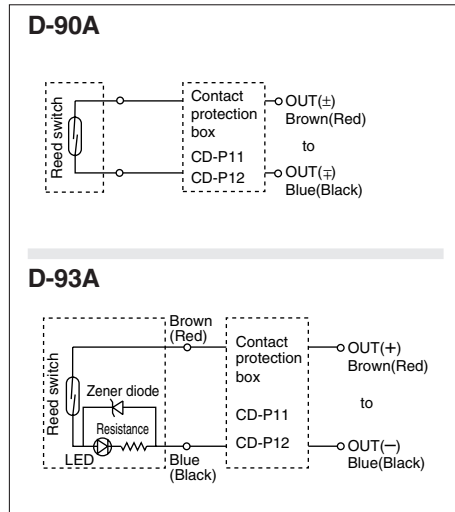 D-90A
Reed switch
Contact
protection
box
CD-P11
CD-P12
OUT(±)
Brown(Red)
to
OUT(∓)
Blue(Black)
D-93A
Reed switch
Brown
(Red)
Zener diode
Resistance
LED
Blue
(Black)
Contact
protection
box
CD-P11
CD-P12
OUT(+)
Brown(Red)
to
OUT(−)
Blue(Black)